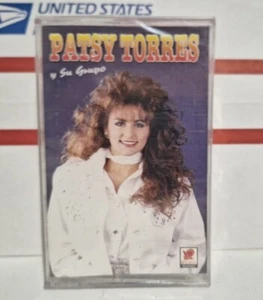 UNITED STATES
PATSY TORRES
y Su Grupo